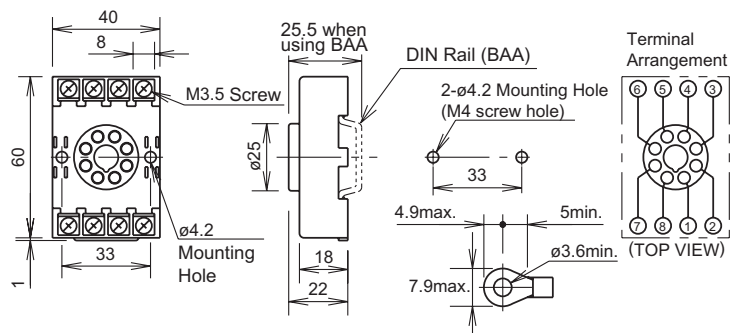 40
8
M3.5 Screw
60
ø4.2
Mounting
Hole
33
1
25.5 when
using BAA
DIN Rail (BAA)
ø25
18
22
2-ø4.2 Mounting Hole
(M4 screw hole)
33
4.9max.
5min.
ø3.6min.
7.9max.
Terminal
Arrangement
6 5 4 3
7 8 1 2
(TOP VIEW)